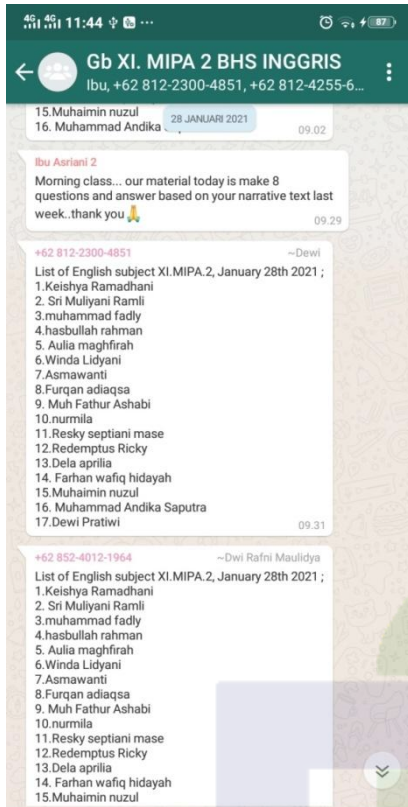 4G 4G 11:44 87
Gb XI. MIPA 2 BHS INGGRIS
Ibu, +62 812-2300-4851, +62 812-4255-6...
15.Muhaimin nuzul
16. Muhammad Andika
28 JANUARI 2021
09.02
Ibu Asriani 2
Morning class... our material today is make 8
questions and answer based on your narrative text last
week..thank you🙏
09.29
+62 812-2300-4851 ~Dewi
List of English subject XI.MIPA.2, January 28th 2021 ;
1.Keishya Ramadhani
2. Sri Muliyani Ramli
3.muhammad fadly
4.hasbullah rahman
5. Aulia maghfirah
6.Winda Lidyani
7.Asmawanti
8.Furqan adiaqsa
9. Muh Fathur Ashabi
10.nurmila
11.Resky septiani mase
12.Redemptus Ricky
13.Dela aprilia
14. Farhan wafiq hidayah
15.Muhaimin nuzul
16. Muhammad Andika Saputra
17.Dewi Pratiwi
09.31
+62 852-4012-1964 ~Dwi Rafni Maulidya
List of English subject XI.MIPA.2, January 28th 2021 ;
1.Keishya Ramadhani
2. Sri Muliyani Ramli
3.muhammad fadly
4.hasbullah rahman
5. Aulia maghfirah
6.Winda Lidyani
7.Asmawanti
8.Furqan adiaqsa
9. Muh Fathur Ashabi
10.nurmila
11.Resky septiani mase
12.Redemptus Ricky
13.Dela aprilia
14. Farhan wafiq hidayah
15.Muhaimin nuzul